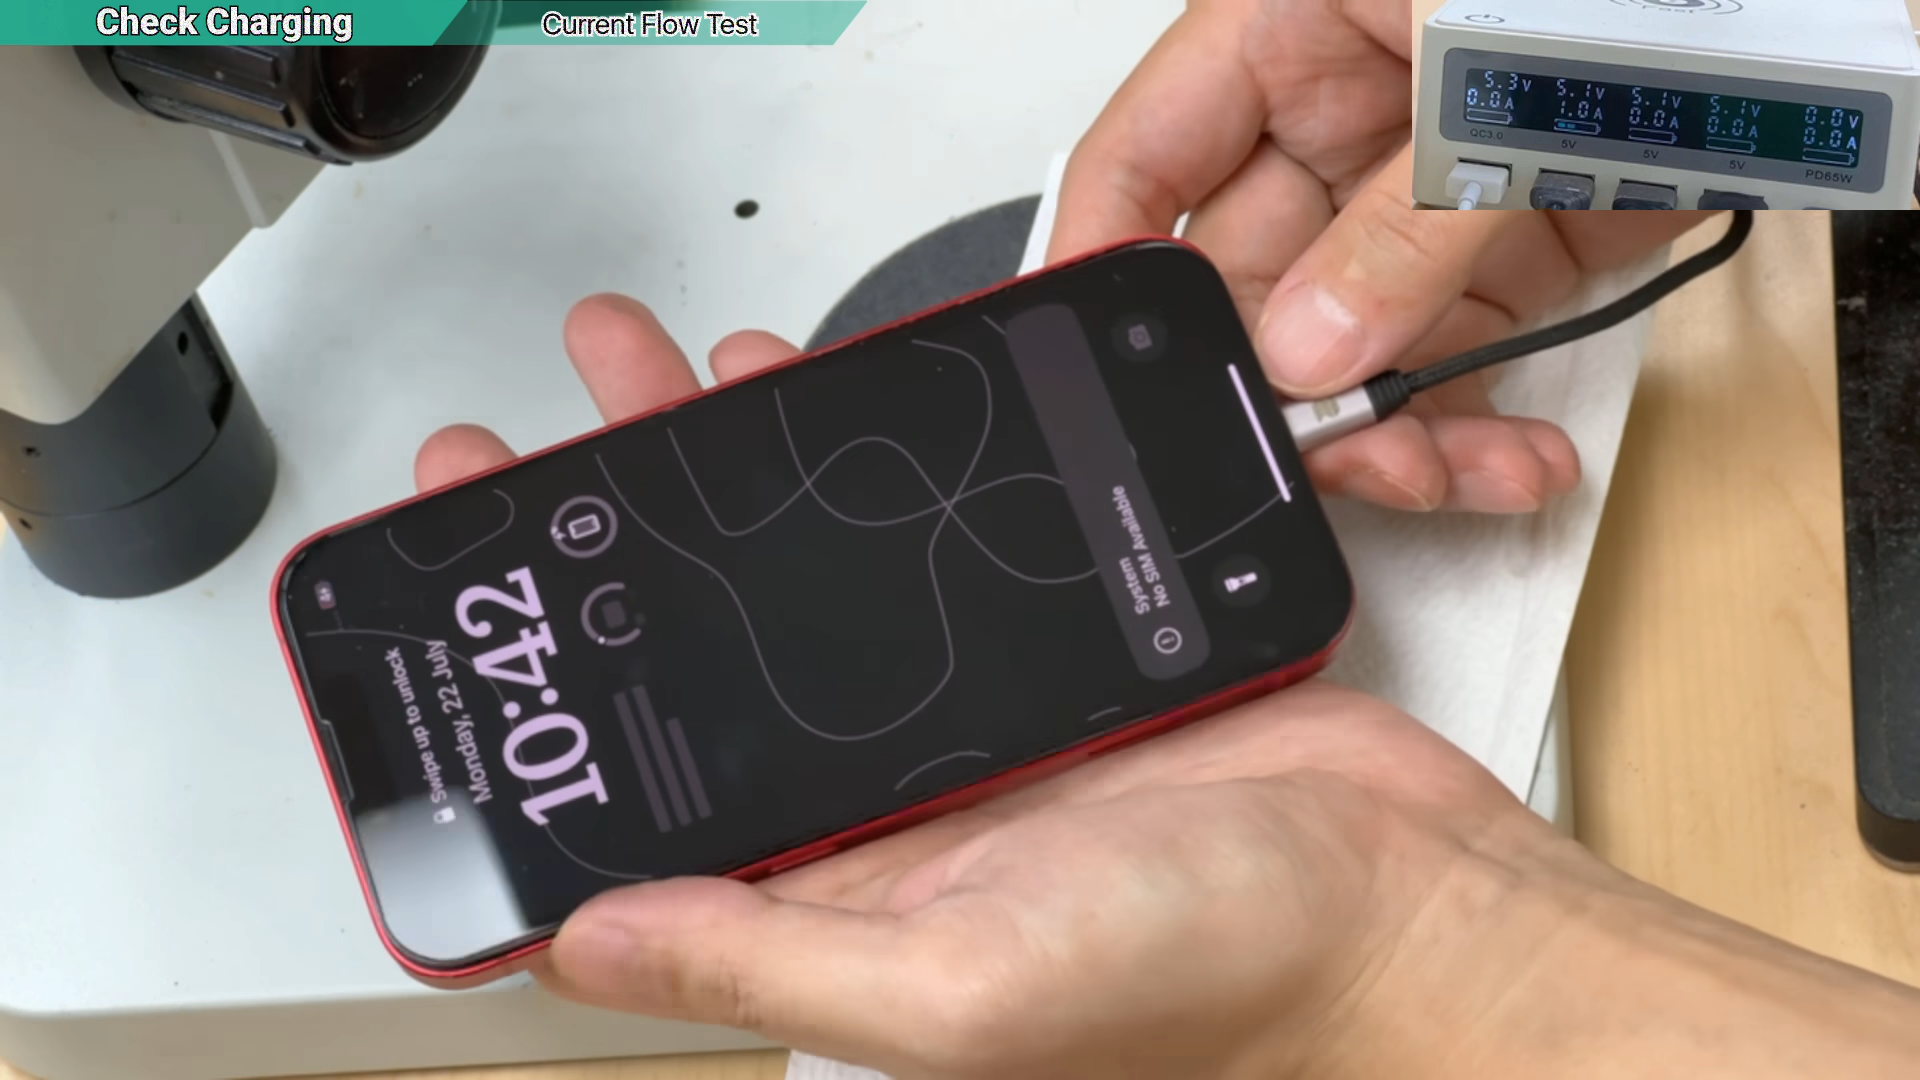 Check Charging
Current Flow Test
5.3V 5.1V 5.1V 5.1V 0.0V
0.0A 1.0A 0.0A 0.0A 0.0A
QC3.0 5V 5V 5V PD65W
Swipe up to unlock
Monday, 22 July
10:42
System
No SIM Available